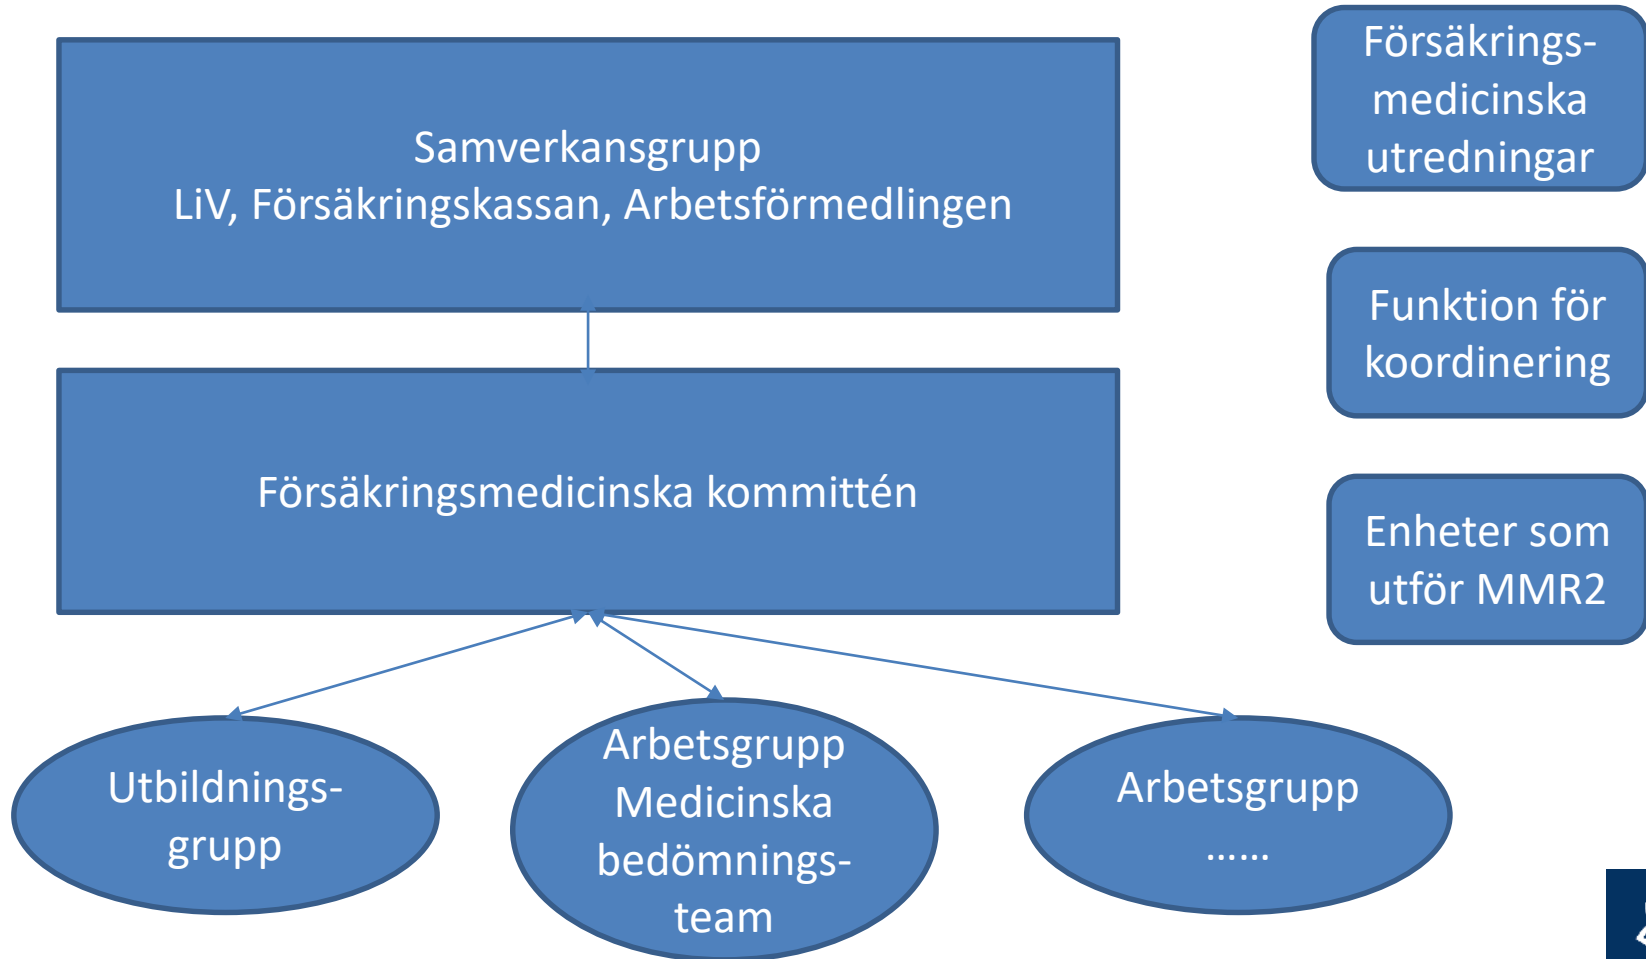 Samverkansgrupp
LiV, Försäkringskassan, Arbetsförmedlingen
Försäkringsmedicinska kommittén
Utbildnings-
grupp
Arbetsgrupp
Medicinska
bedömnings-
team
Arbetsgrupp
……
Försäkrings-
medicinska
utredningar
Funktion för
koordinering
Enheter som
utför MMR2